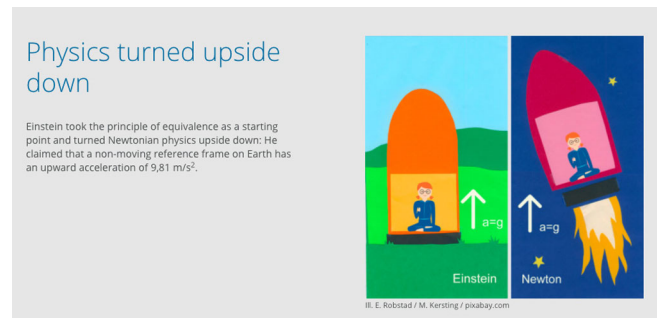 Physics turned upside
down
Einstein took the principle of equivalence as a starting
point and turned Newtonian physics upside down: He
claimed that a non-moving reference frame on Earth has
an upward acceleration of 9,81 m/s².
a=g
Einstein
a=g
Newton
Ill. E. Robstad / M. Kersting / pixabay.com